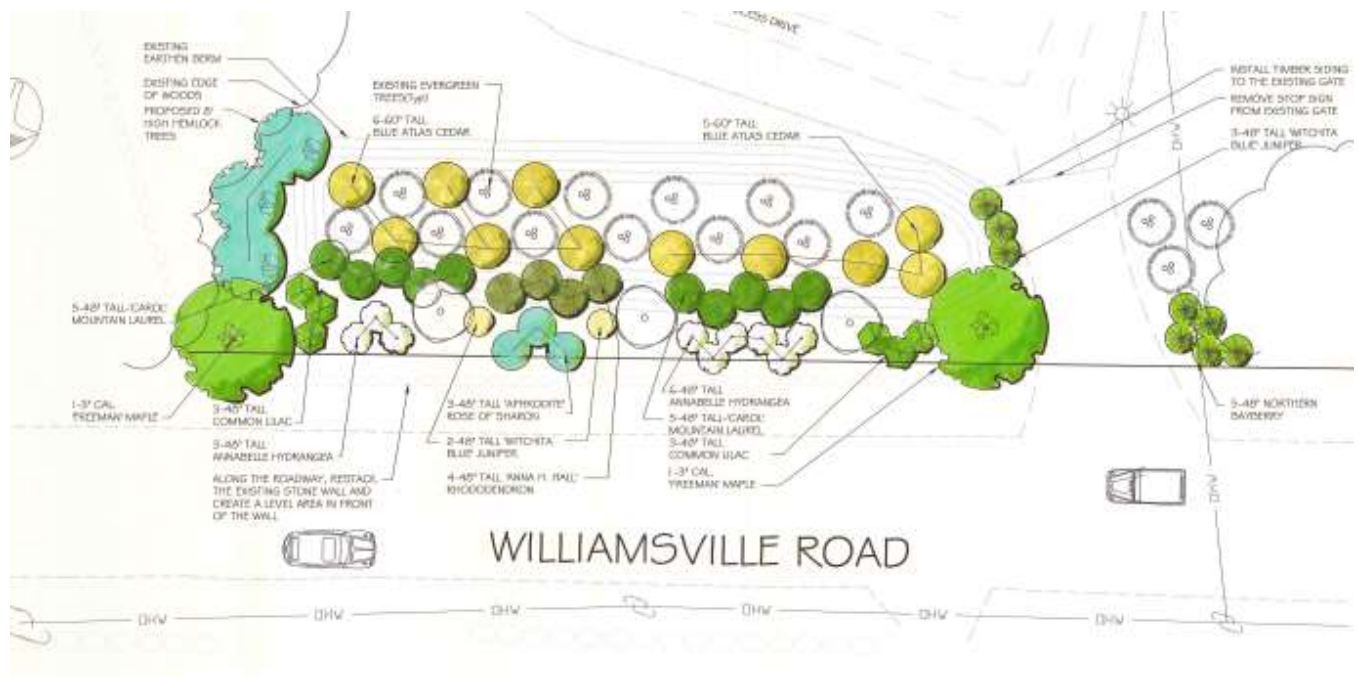 DRIVE
EXISTING
EARTHEN BERM
EXISTING EDGE
OF WOODS
PROPOSED 8'
HIGH HEMLOCK
TREES
EXISTING EVERGREEN
TREES(Typ)
6-60" TALL
BLUE ATLAS CEDAR
5-60" TALL
BLUE ATLAS CEDAR
INSTALL TIMBER SIDING
TO THE EXISTING GATE
REMOVE STOP SIGN
FROM EXISTING GATE
3-48" TALL 'WITCHITA
BLUE' JUNIPER
OHW
5-48" TALL-'CAROL'
MOUNTAIN LAUREL
1-3" CAL.
'FREEMAN' MAPLE
3-48" TALL
COMMON LILAC
3-48" TALL
ANNABELLE HYDRANGEA
ALONG THE ROADWAY, RESTACK
THE EXISTING STONE WALL AND
CREATE A LEVEL AREA IN FRONT
OF THE WALL
3-48" TALL 'APHRODITE'
ROSE OF SHARON
2-48" TALL 'WITCHITA
BLUE' JUNIPER
4-48" TALL 'ANNA H. HALL'
RHODODENDRON
6-48" TALL
ANNABELLE HYDRANGEA
5-48" TALL-'CAROL'
MOUNTAIN LAUREL
3-48" TALL
COMMON LILAC
1-3" CAL.
'FREEMAN' MAPLE
5-48" NORTHERN
BAYBERRY
OHW
WILLIAMSVILLE ROAD
OHW
OHW
OHW
OHW
OHW
OHW